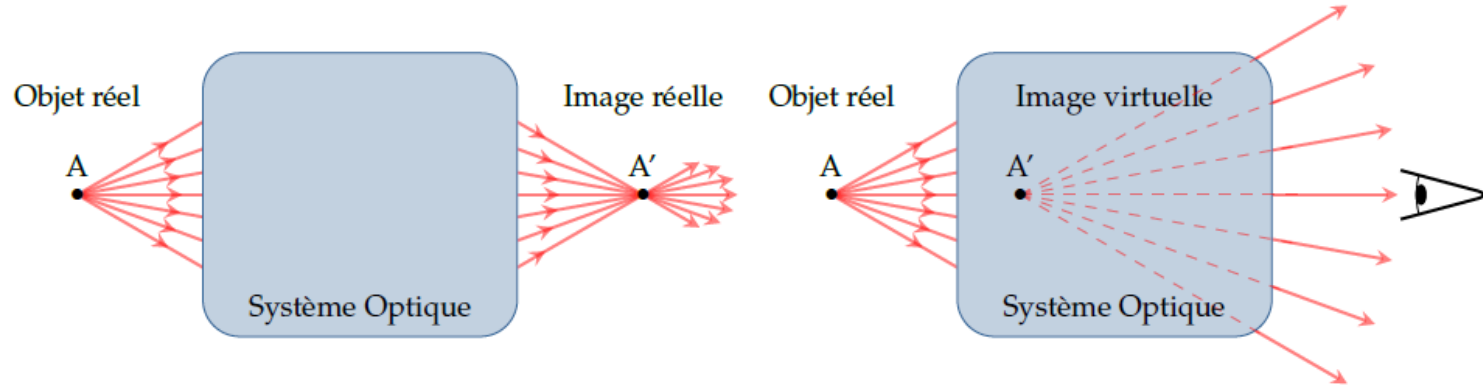 Objet réel
Image réelle
A
A'
Système Optique
Objet réel
Image virtuelle
A
A'
Système Optique